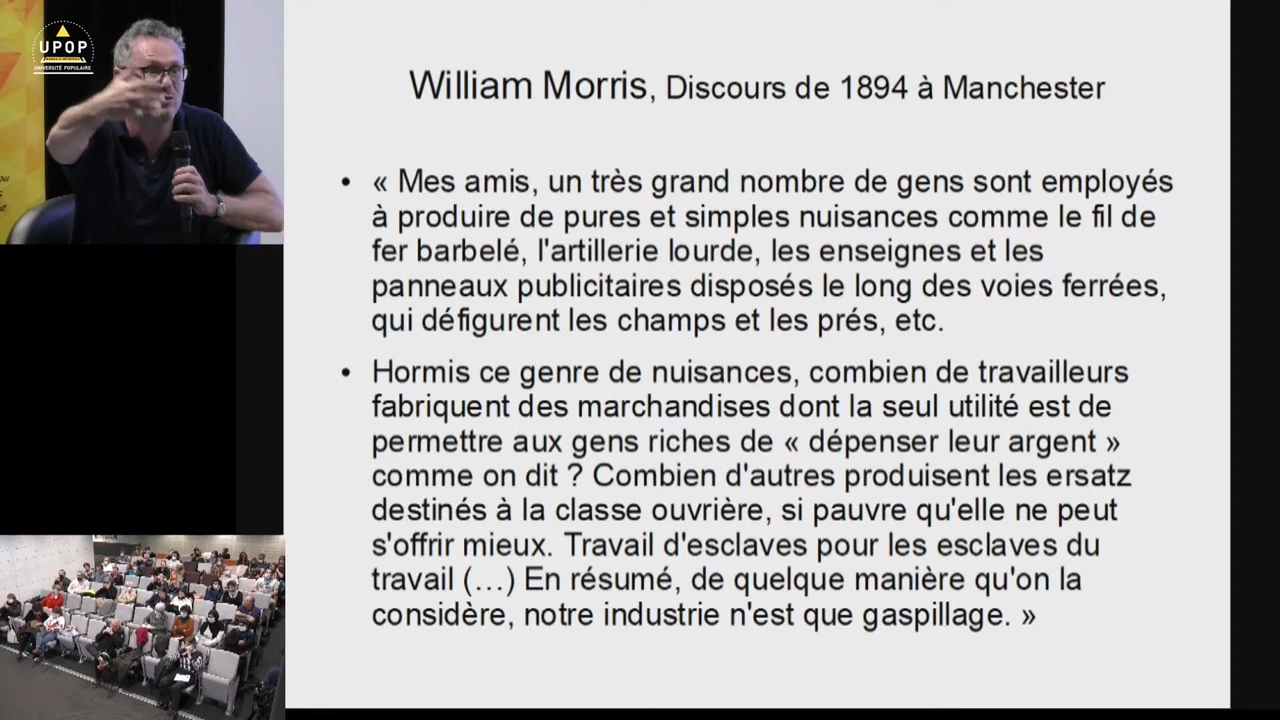 UPOP
UNIVERSITÉ POPULAIRE
William Morris, Discours de 1894 à Manchester
• « Mes amis, un très grand nombre de gens sont employés
à produire de pures et simples nuisances comme le fil de
fer barbelé, l'artillerie lourde, les enseignes et les
panneaux publicitaires disposés le long des voies ferrées,
qui défigurent les champs et les prés, etc.
• Hormis ce genre de nuisances, combien de travailleurs
fabriquent des marchandises dont la seul utilité est de
permettre aux gens riches de « dépenser leur argent »
comme on dit ? Combien d'autres produisent les ersatz
destinés à la classe ouvrière, si pauvre qu'elle ne peut
s'offrir mieux. Travail d'esclaves pour les esclaves du
travail (…) En résumé, de quelque manière qu'on la
considère, notre industrie n'est que gaspillage. »